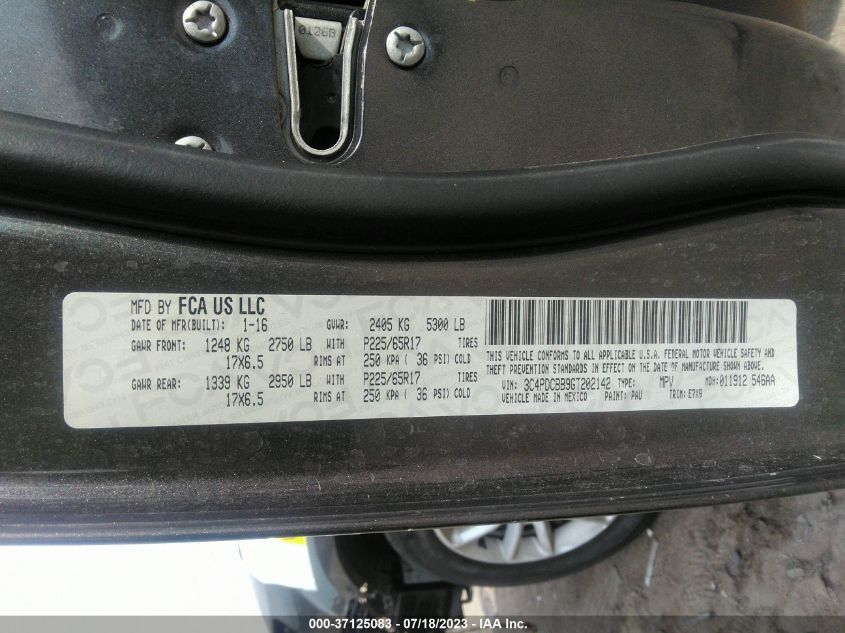 0126B
MFD BY FCA US LLC
DATE OF MFR(BUILT): 1-16 GVWR: 2405 KG 5300 LB
GAWR FRONT: 1248 KG 2750 LB WITH P225/65R17 TIRES
17X6.5 RIMS AT 250 KPA ( 36 PSI) COLD
GAWR REAR: 1339 KG 2950 LB WITH P225/65R17 TIRES
17X6.5 RIMS AT 250 KPA ( 36 PSI) COLD
THIS VEHICLE CONFORMS TO ALL APPLICABLE U.S.A. FEDERAL MOTOR VEHICLE SAFETY AND
THEFT PREVENTION STANDARDS IN EFFECT ON THE DATE OF MANUFACTURE SHOWN ABOVE.
VIN: 3C4PDCBB9GT202142 TYPE: MPV MDH: 011912 546AA
VEHICLE MADE IN MEXICO PAINT: PAU TRIM: E7X9
000-37125083 - 07/18/2023 - IAA Inc.